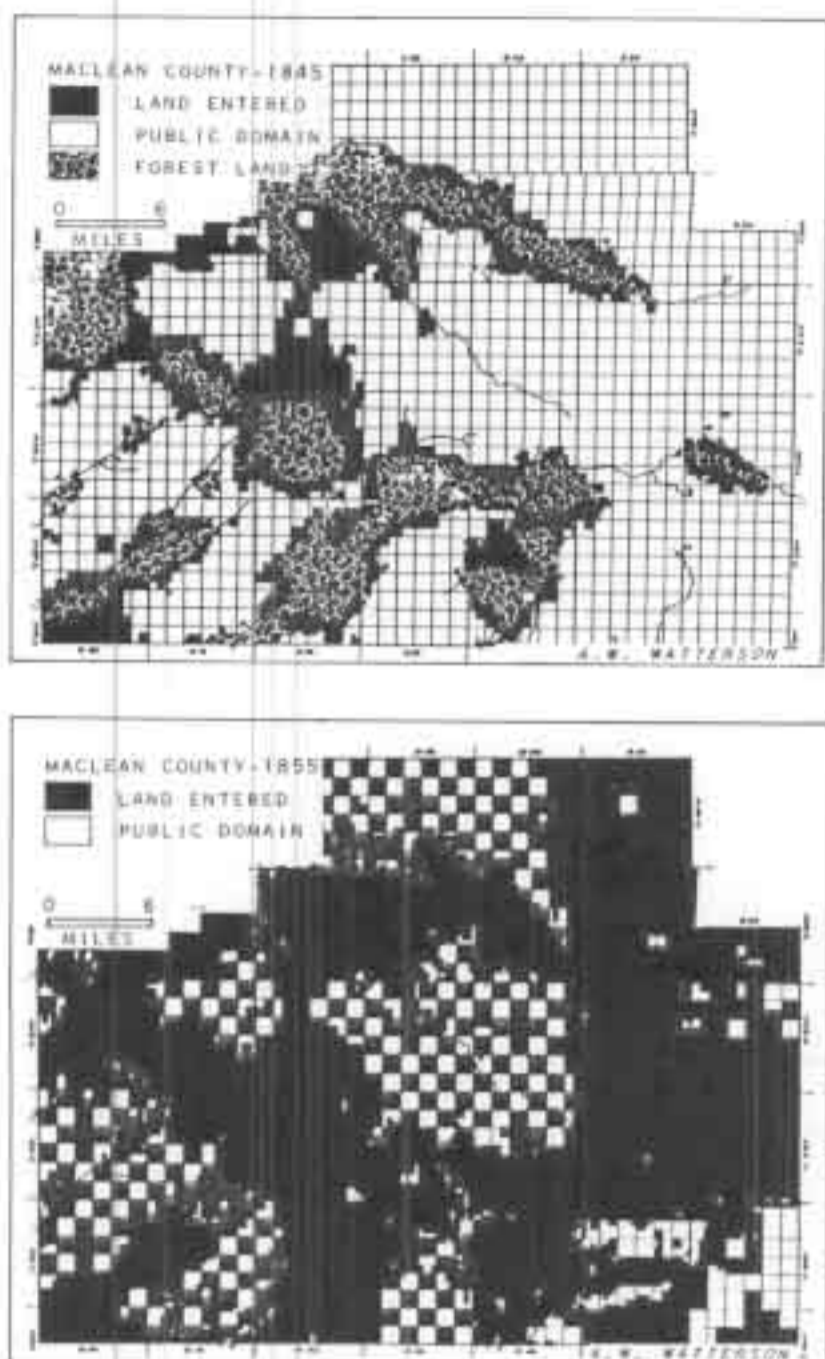 MACLEAN COUNTY-1845
LAND ENTERED
PUBLIC DOMAIN
FOREST LAND
0 6
MILES
A.W. WATTERSON
MACLEAN COUNTY-1855
LAND ENTERED
PUBLIC DOMAIN
0 6
MILES
A.W. WATTERSON